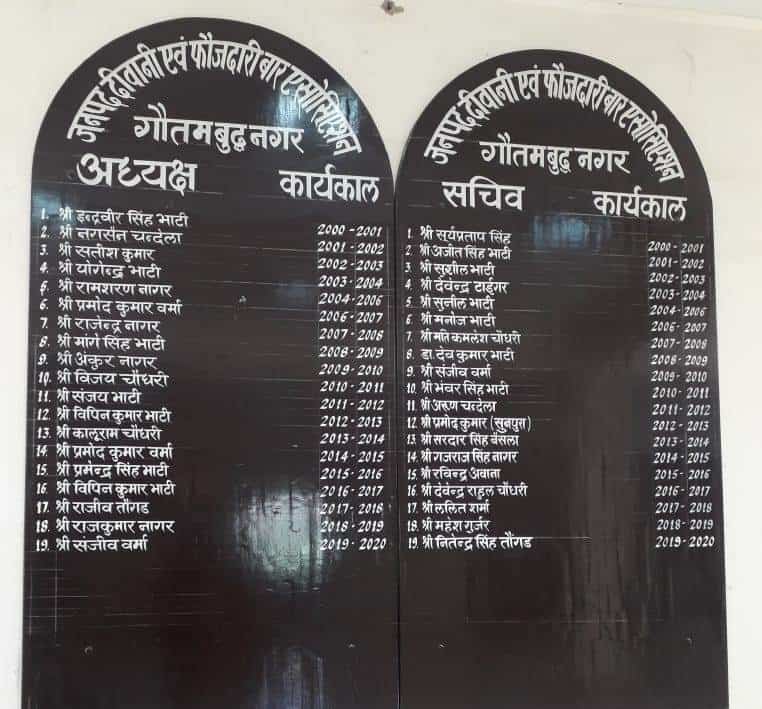 जनपद दीवानी एवं फौजदारी बार एसोसिएशन
गौतमबुद्ध नगर
अध्यक्ष कार्यकाल
1. श्री इन्द्रवीर सिंह भाटी 2000-2001
2. श्री नगसैन चन्देला 2001-2002
3. श्री सतीश कुमार 2002-2003
4. श्री योगेन्द्र भाटी 2003-2004
5. श्री रामशरण नागर 2004-2006
6. श्री प्रमोद कुमार वर्मा 2006-2007
7. श्री राजेन्द्र नागर 2007-2008
8. श्री मांगे सिंह भाटी 2008-2009
9. श्री अंकुर नागर 2009-2010
10. श्री विजय चौधरी 2010-2011
11. श्री संजय भाटी 2011-2012
12. श्री विपिन कुमार भाटी 2012-2013
13. श्री कालूराम चौधरी 2013-2014
14. श्री प्रमोद कुमार वर्मा 2014-2015
15. श्री प्रमेन्द्र सिंह भाटी 2015-2016
16. श्री विपिन कुमार भाटी 2016-2017
17. श्री राजीव तोंगड 2017-2018
18. श्री राजकुमार नागर 2018-2019
19. श्री संजीव वर्मा 2019-2020
जनपद दीवानी एवं फौजदारी बार एसोसिएशन
गौतमबुद्ध नगर
सचिव कार्यकाल
1. श्री सूर्यप्रताप सिंह 2000-2001
2. श्री अजीत सिंह भाटी 2001-2002
3. श्री सुशील भाटी 2002-2003
4. श्री देवेन्द्र टाईगर 2003-2004
5. श्री सुनील भाटी 2004-2006
6. श्री मनोज भाटी 2006-2007
7. श्री मति कमलेश चौधरी 2007-2008
8. डा. देव कुमार भाटी 2008-2009
9. श्री संजीव वर्मा 2009-2010
10. श्री भंवर सिंह भाटी 2010-2011
11. श्री अरूण चन्देला 2011-2012
12. श्री प्रमोद कुमार (सुनपुरा) 2012-2013
13. श्री सरदार सिंह बंसला 2013-2014
14. श्री गजराज सिंह नागर 2014-2015
15. श्री रविन्द्र अवाना 2015-2016
16. श्री देवेन्द्र राहुल चौधरी 2016-2017
17. श्री ललित शर्मा 2017-2018
18. श्री महेश गुर्जर 2018-2019
19. श्री नितेन्द्र सिंह तोंगड 2019-2020